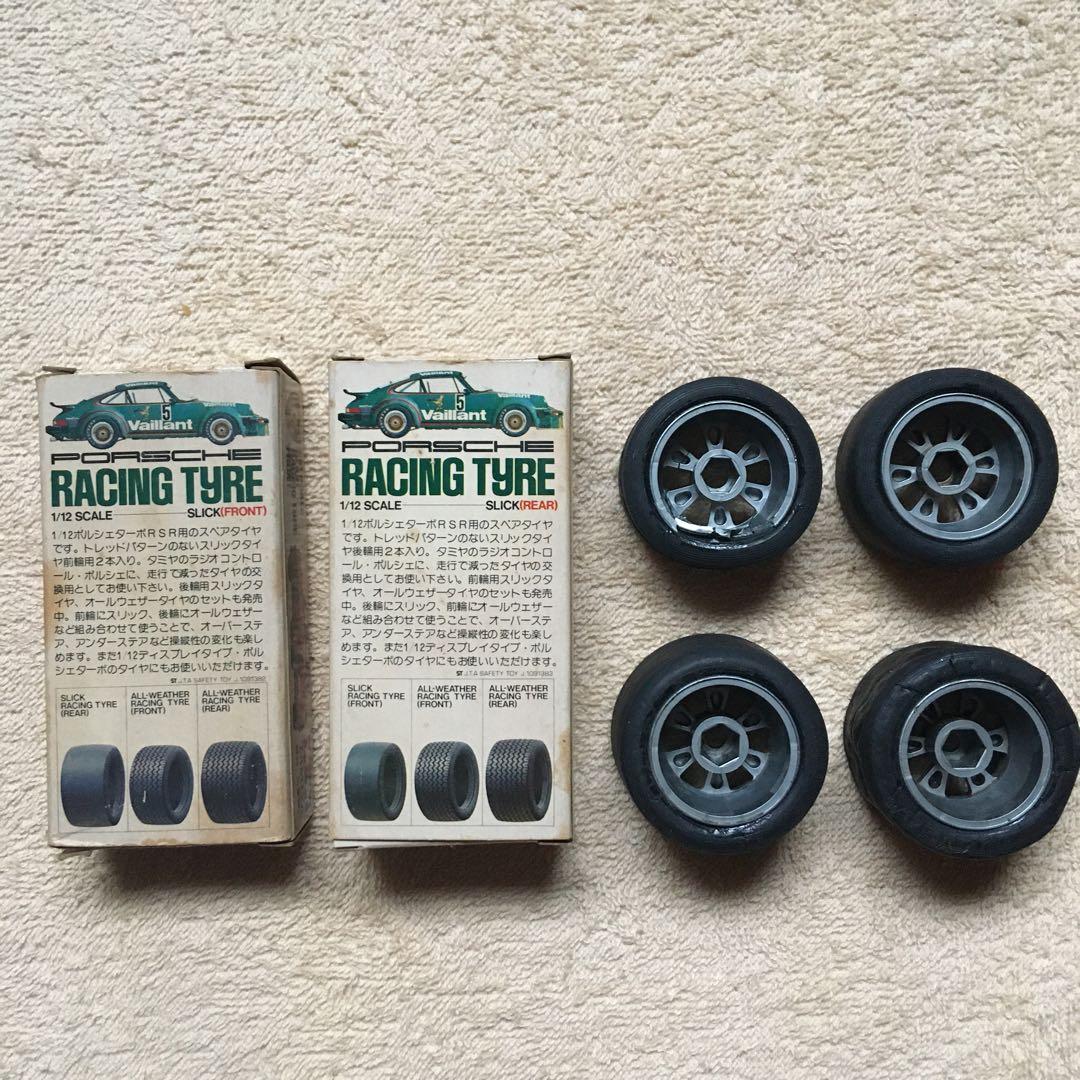 5
Vaillant
PORSCHE
RACING TYRE
1/12 SCALE SLICK(FRONT)
1/12ポルシェターボRSR用のスペアタイヤ
です。トレッドパターンのないスリックタイ
ヤ前輪用2本入り。タミヤのラジオコントロ
ール・ポルシェに、走行で減ったタイヤの交
換用としてお使い下さい。後輪用スリックタ
イヤ、オールウェザータイヤのセットも発売
中。前輪にスリック、後輪にオールウェザー
など組み合わせて使うことで、オーバーステ
ア、アンダーステアなど操縦性の変化も楽し
めます。また1/12ディスプレイタイプ・ポル
シェターボのタイヤにもお使いいただけます。
ST J.T.A SAFETY TOY J.1091382
SLICK
RACING TYRE
(REAR)
ALL-WEATHER
RACING TYRE
(FRONT)
ALL-WEATHER
RACING TYRE
(REAR)
Vaillant
5
Vaillant
PORSCHE
RACING TYRE
1/12 SCALE SLICK(REAR)
1/12ポルシェターボRSR用のスペアタイヤ
です。トレッドパターンのないスリックタイ
ヤ後輪用2本入り。タミヤのラジオコントロ
ール・ポルシェに、走行で減ったタイヤの交
換用としてお使い下さい。前輪用スリックタ
イヤ、オールウェザータイヤのセットも発売
中。後輪にスリック、前輪にオールウェザー
など組み合わせて使うことで、オーバーステ
ア、アンダーステアなど操縦性の変化も楽し
めます。また1/12ディスプレイタイプ・ポル
シェターボのタイヤにもお使いいただけます。
ST J.T.A SAFETY TOY J.1091383
SLICK
RACING TYRE
(FRONT)
ALL-WEATHER
RACING TYRE
(FRONT)
ALL-WEATHER
RACING TYRE
(REAR)